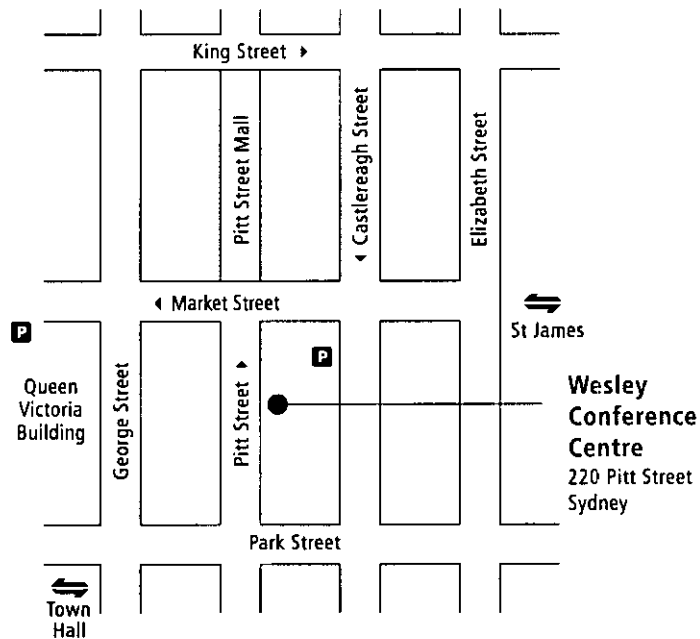 King Street
Pitt Street Mall
Castlereagh Street
Elizabeth Street
Market Street
P
St James
P
Queen
Victoria
Building
George Street
Pitt Street
Wesley
Conference
Centre
220 Pitt Street
Sydney
Park Street
Town
Hall